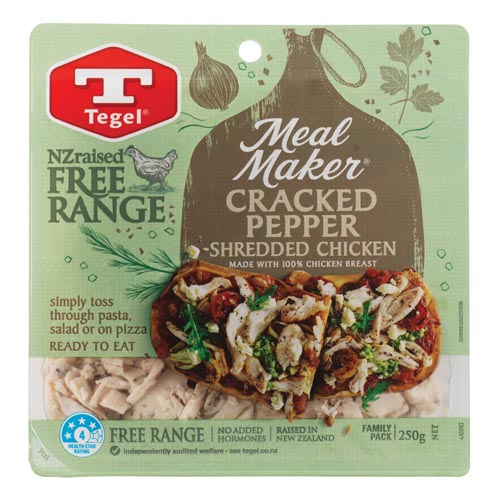 T
Tegel®
NZraised
FREE
RANGE
Meal
Maker®
CRACKED
PEPPER
SHREDDED CHICKEN
MADE WITH 100% CHICKEN BREAST
simply toss
through pasta,
salad or on pizza
READY TO EAT
4
HEALTH STAR
RATING
FREE RANGE
NO ADDED
HORMONES
RAISED IN
NEW ZEALAND
FAMILY
PACK
250g NET
independently audited welfare - see tegel.co.nz
Peel